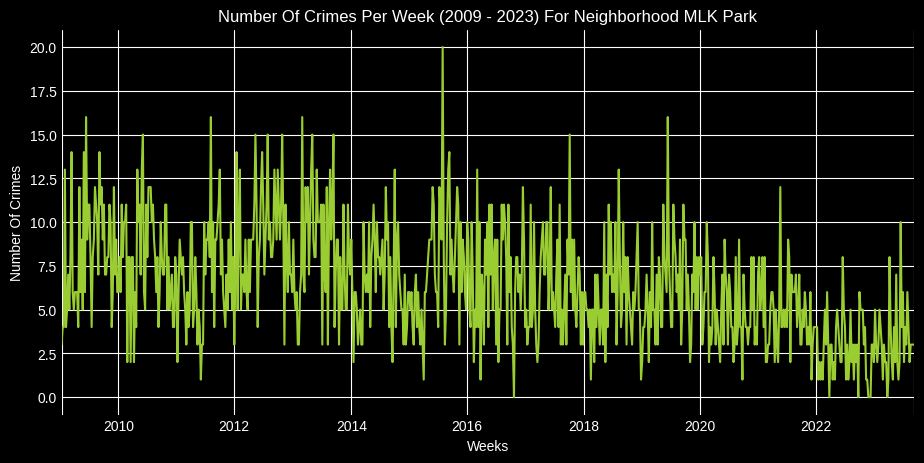 Number Of Crimes Per Week (2009 - 2023) For Neighborhood MLK Park
20.0
17.5
15.0
12.5
10.0
7.5
5.0
2.5
0.0
Number Of Crimes
2010 2012 2014 2016 2018 2020 2022
Weeks